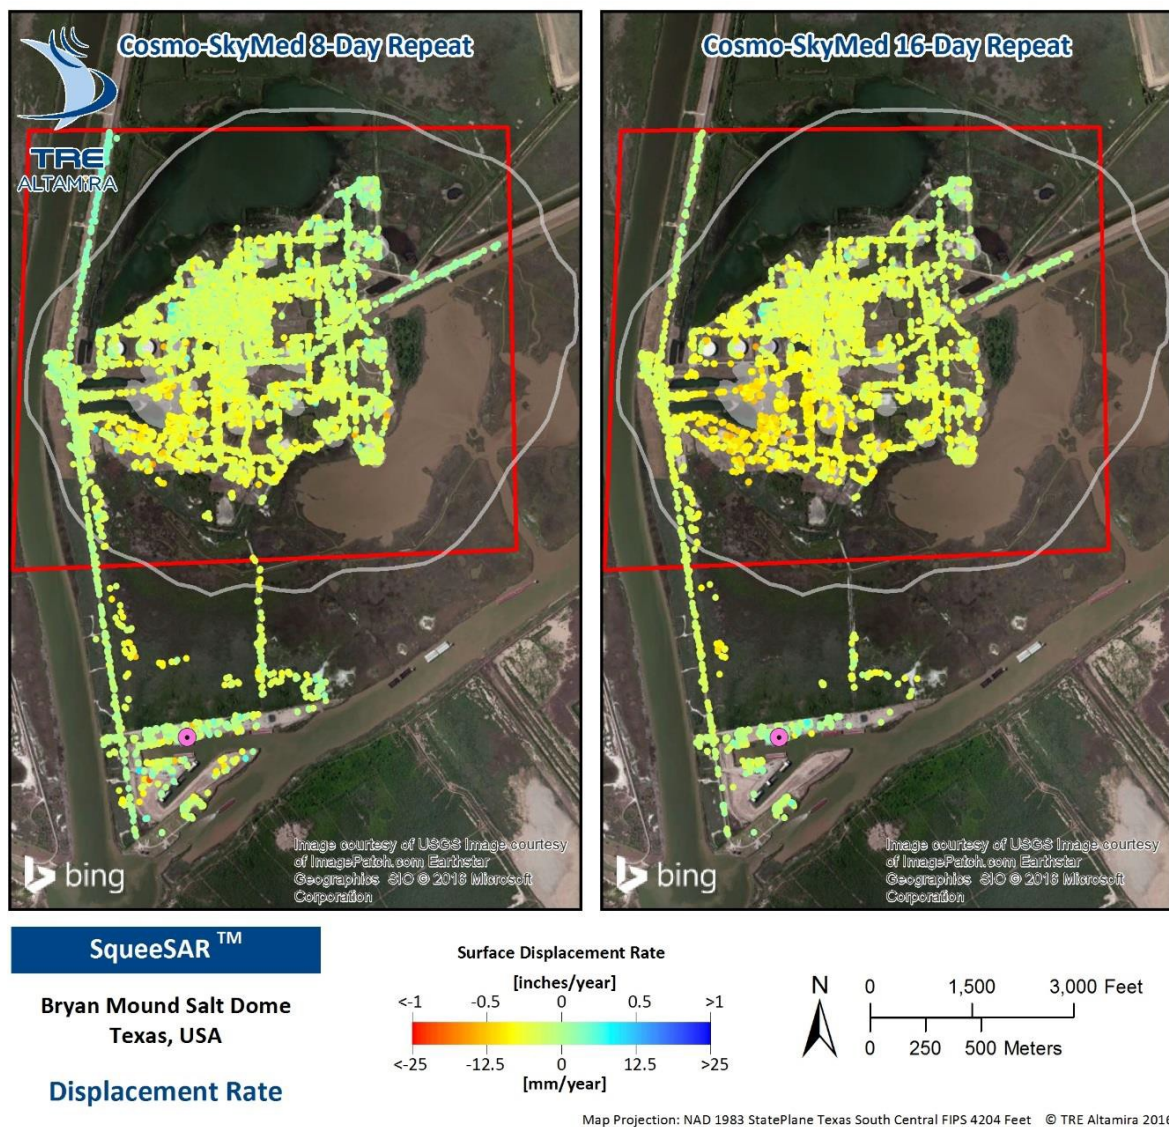 Cosmo-SkyMed 8-Day Repeat
Cosmo-SkyMed 16-Day Repeat
TRE
ALTAMIRA
Image courtesy of USGS Image courtesy
of ImagePatch.com Earthstar
Geographics SIO © 2016 Microsoft
Corporation
bing
Image courtesy of USGS Image courtesy
of ImagePatch.com Earthstar
Geographics SIO © 2016 Microsoft
Corporation
bing
SqueeSAR™
Bryan Mound Salt Dome
Texas, USA
Displacement Rate
Surface Displacement Rate
[inches/year]
<-1 -0.5 0 0.5 >1
<-25 -12.5 0 12.5 >25
[mm/year]
N
0 1,500 3,000 Feet
0 250 500 Meters
Map Projection: NAD 1983 StatePlane Texas South Central FIPS 4204 Feet © TRE Altamira 2016